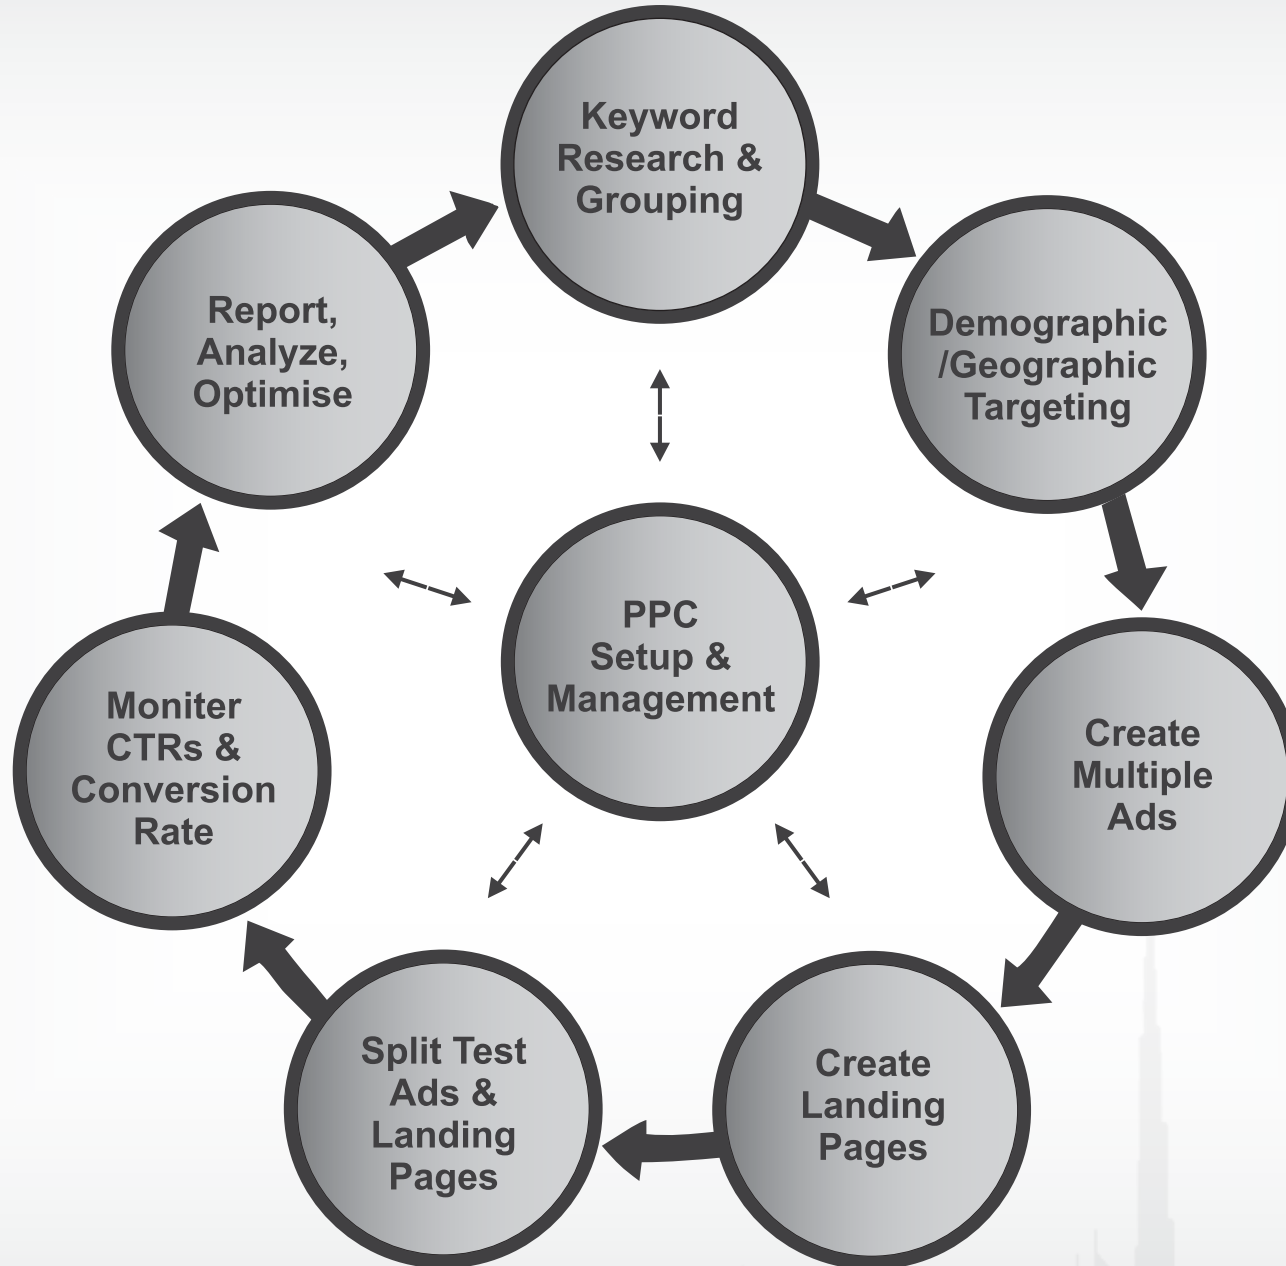 Keyword
Research &
Grouping
Demographic
/Geographic
Targeting
Create
Multiple
Ads
Create
Landing
Pages
Split Test
Ads &
Landing
Pages
Moniter
CTRs &
Conversion
Rate
Report,
Analyze,
Optimise
PPC
Setup &
Management